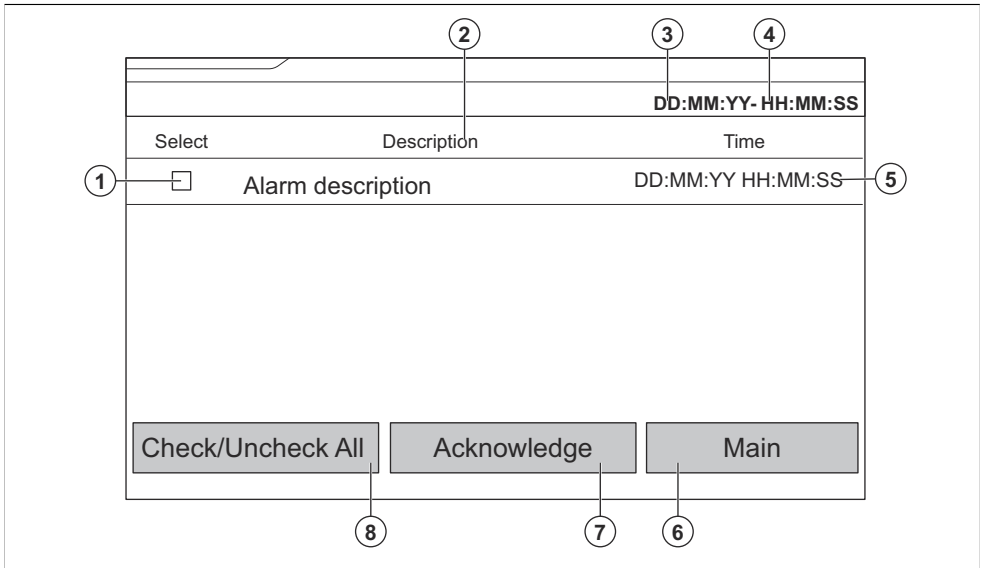 2 3 4
DD:MM:YY- HH:MM:SS
Select Description Time
1 Alarm description DD:MM:YY HH:MM:SS 5
Check/Uncheck All Acknowledge Main
8 7 6